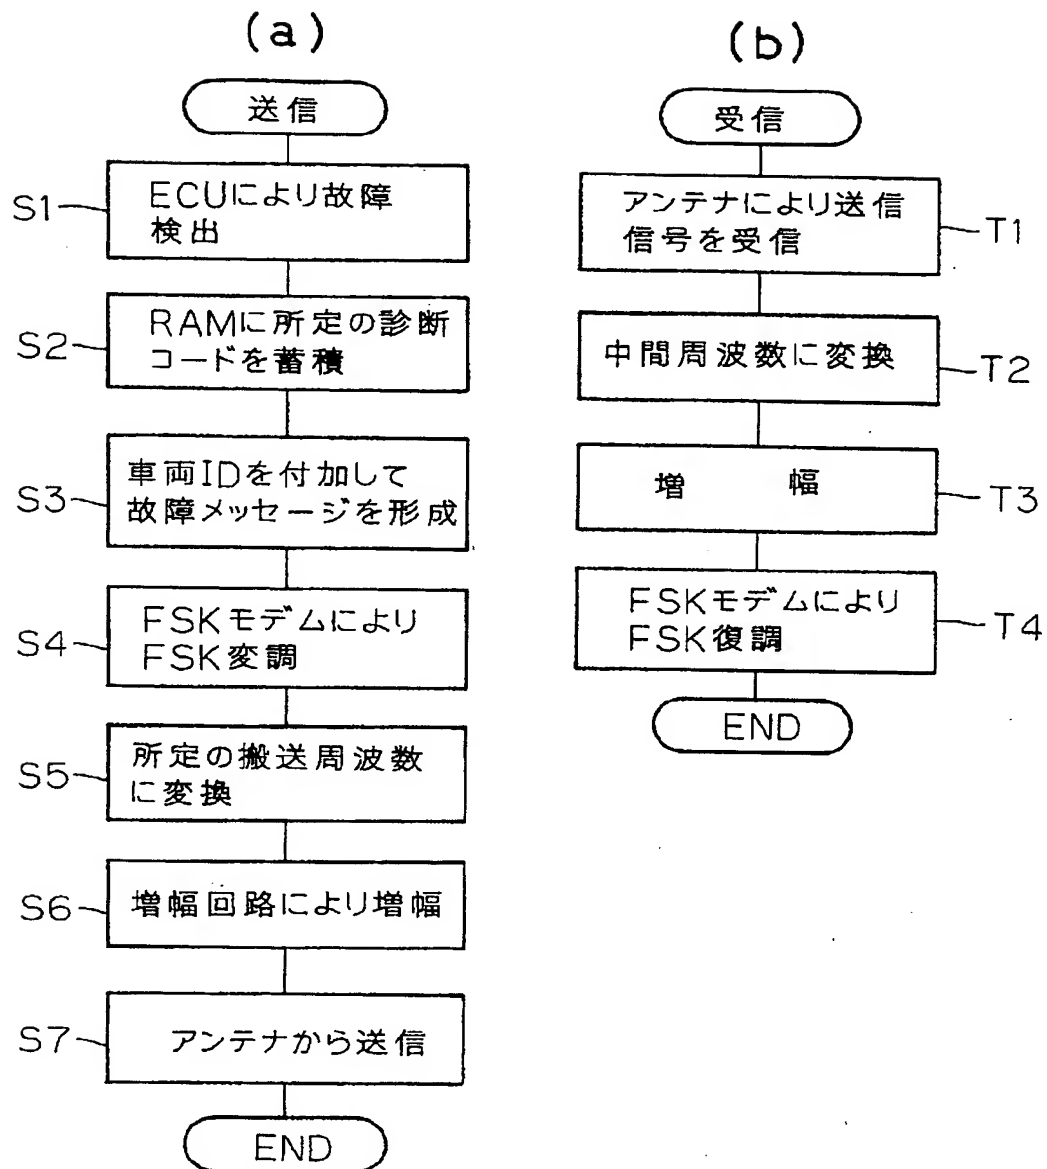 (a)
送信
S1
ECUにより故障
検出
S2
RAMに所定の診断
コードを蓄積
S3
車両IDを付加して
故障メッセージを形成
S4
FSKモデムにより
FSK変調
S5
所定の搬送周波数
に変換
S6
増幅回路により増幅
S7
アンテナから送信
END
(b)
受信
アンテナにより送信
信号を受信
T1
中間周波数に変換
T2
増 幅
T3
FSKモデムにより
FSK復調
T4
END